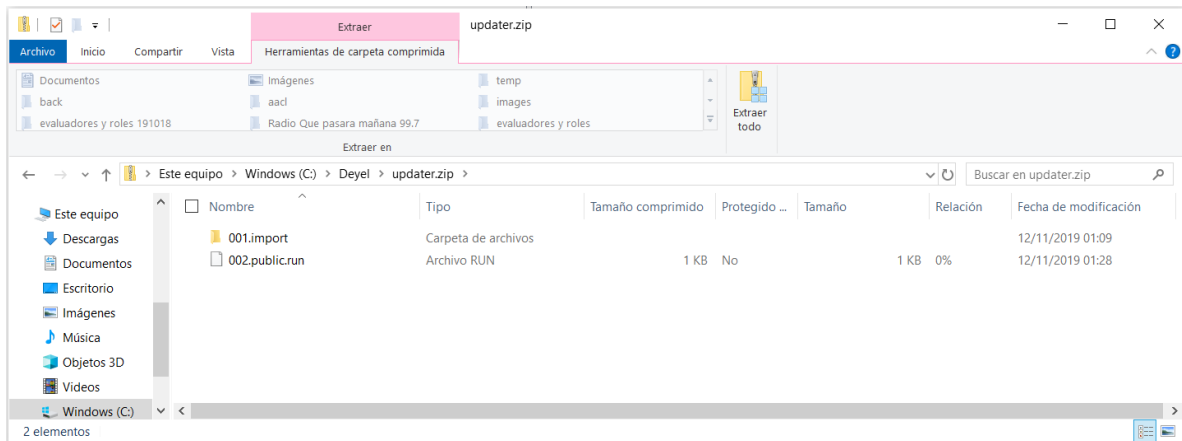 Extraer updater.zip
Archivo Inicio Compartir Vista Herramientas de carpeta comprimida
Documentos Imágenes temp
back aacl images
evaluadores y roles 191018 Radio Que pasara mañana 99.7 evaluadores y roles
Extraer todo
Extraer en
Este equipo > Windows (C:) > Deyel > updater.zip >
Buscar en updater.zip
Nombre Tipo Tamaño comprimido Protegido ... Tamaño Relación Fecha de modificación
001.import Carpeta de archivos 12/11/2019 01:09
002.public.run Archivo RUN 1 KB No 1 KB 0% 12/11/2019 01:28
Este equipo
Descargas
Documentos
Escritorio
Imágenes
Música
Objetos 3D
Videos
Windows (C:)
2 elementos